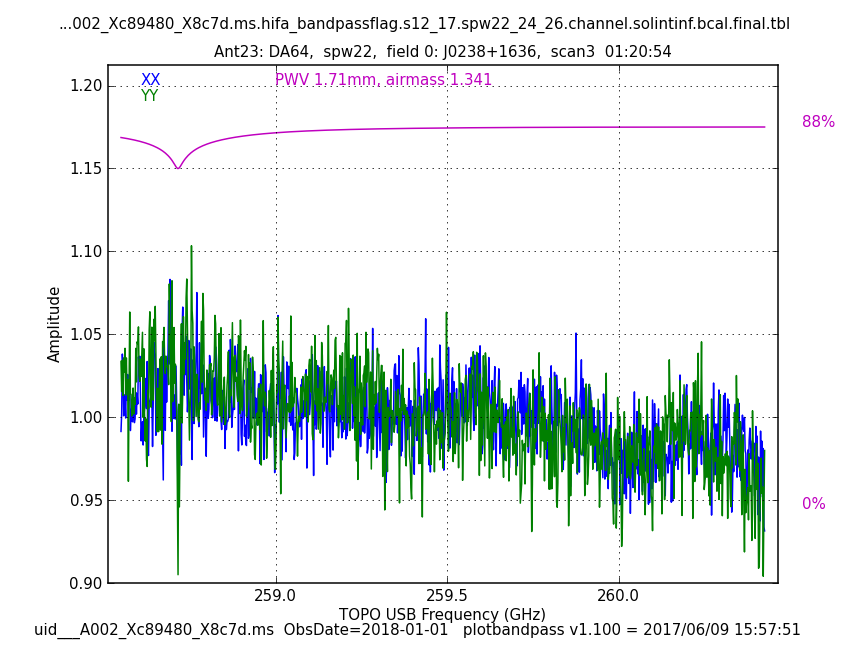 ...002_Xc89480_X8c7d.ms.hifa_bandpassflag.s12_17.spw22_24_26.channel.solintinf.bcal.final.tbl
Ant23: DA64, spw22, field 0: J0238+1636, scan3 01:20:54
XX
YY
PWV 1.71mm, airmass 1.341
88%
0%
1.20
1.15
1.10
1.05
1.00
0.95
0.90
Amplitude
259.0 259.5 260.0
TOPO USB Frequency (GHz)
uid___A002_Xc89480_X8c7d.ms ObsDate=2018-01-01 plotbandpass v1.100 = 2017/06/09 15:57:51